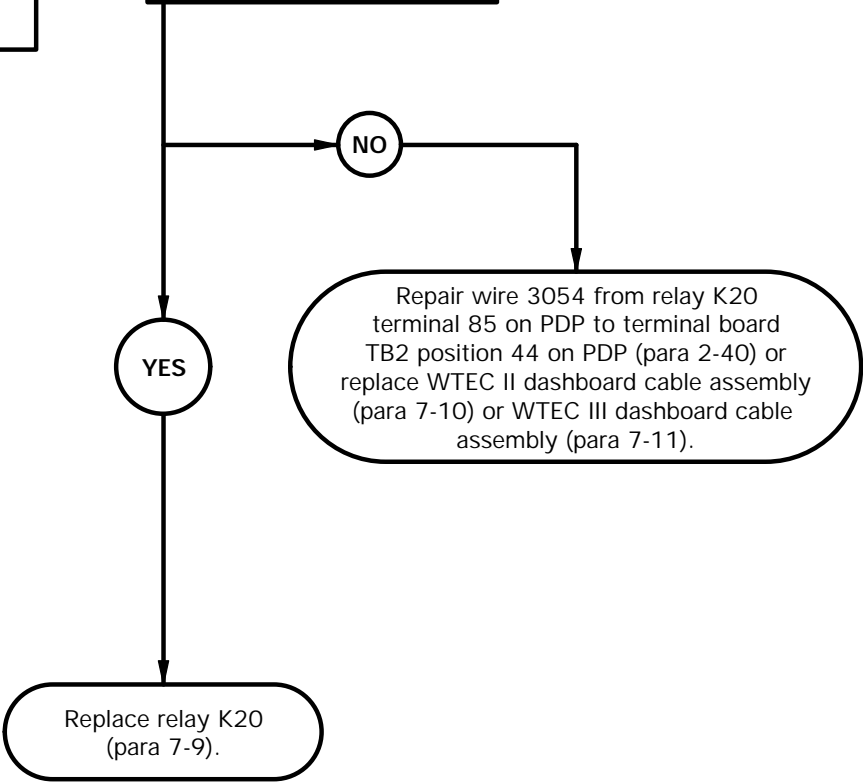 NO
Repair wire 3054 from relay K20
terminal 85 on PDP to terminal board
TB2 position 44 on PDP (para 2-40) or
replace WTEC II dashboard cable assembly
(para 7-10) or WTEC III dashboard cable
assembly (para 7-11).
YES
Replace relay K20
(para 7-9).